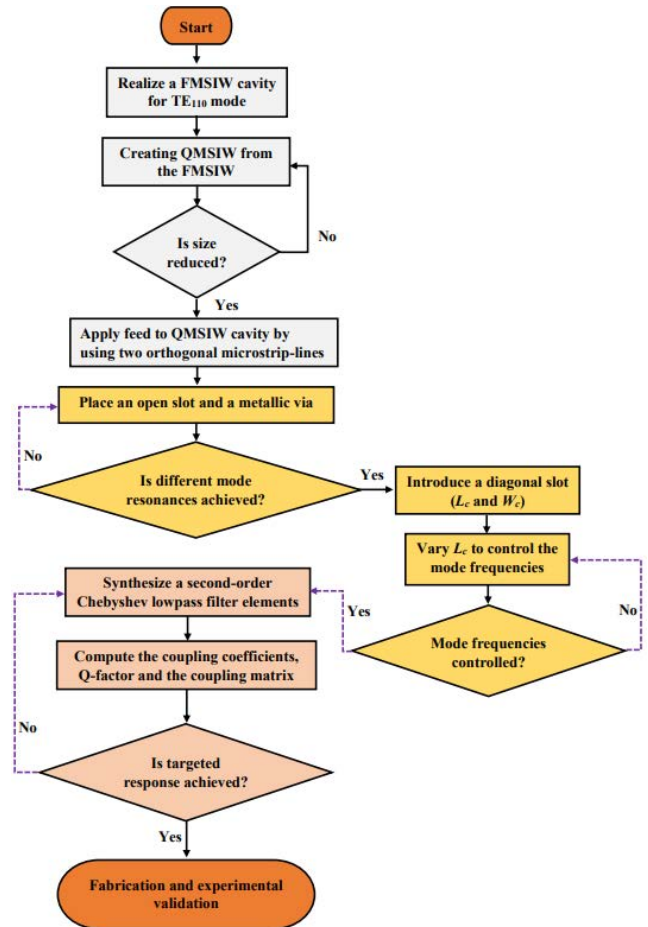 Start
Realize a FMSIW cavity
for TE₁₁₀ mode
Creating QMSIW from
the FMSIW
Is size
reduced?
No
Yes
Apply feed to QMSIW cavity by
using two orthogonal microstrip-lines
Place an open slot and a metallic via
No
Is different mode
resonances achieved?
Yes
Introduce a diagonal slot
(Lc and Wc)
Vary Lc to control the
mode frequencies
No
Mode frequencies
controlled?
Yes
Synthesize a second-order
Chebyshev lowpass filter elements
Compute the coupling coefficients,
Q-factor and the coupling matrix
No
Is targeted
response achieved?
Yes
Fabrication and experimental
validation